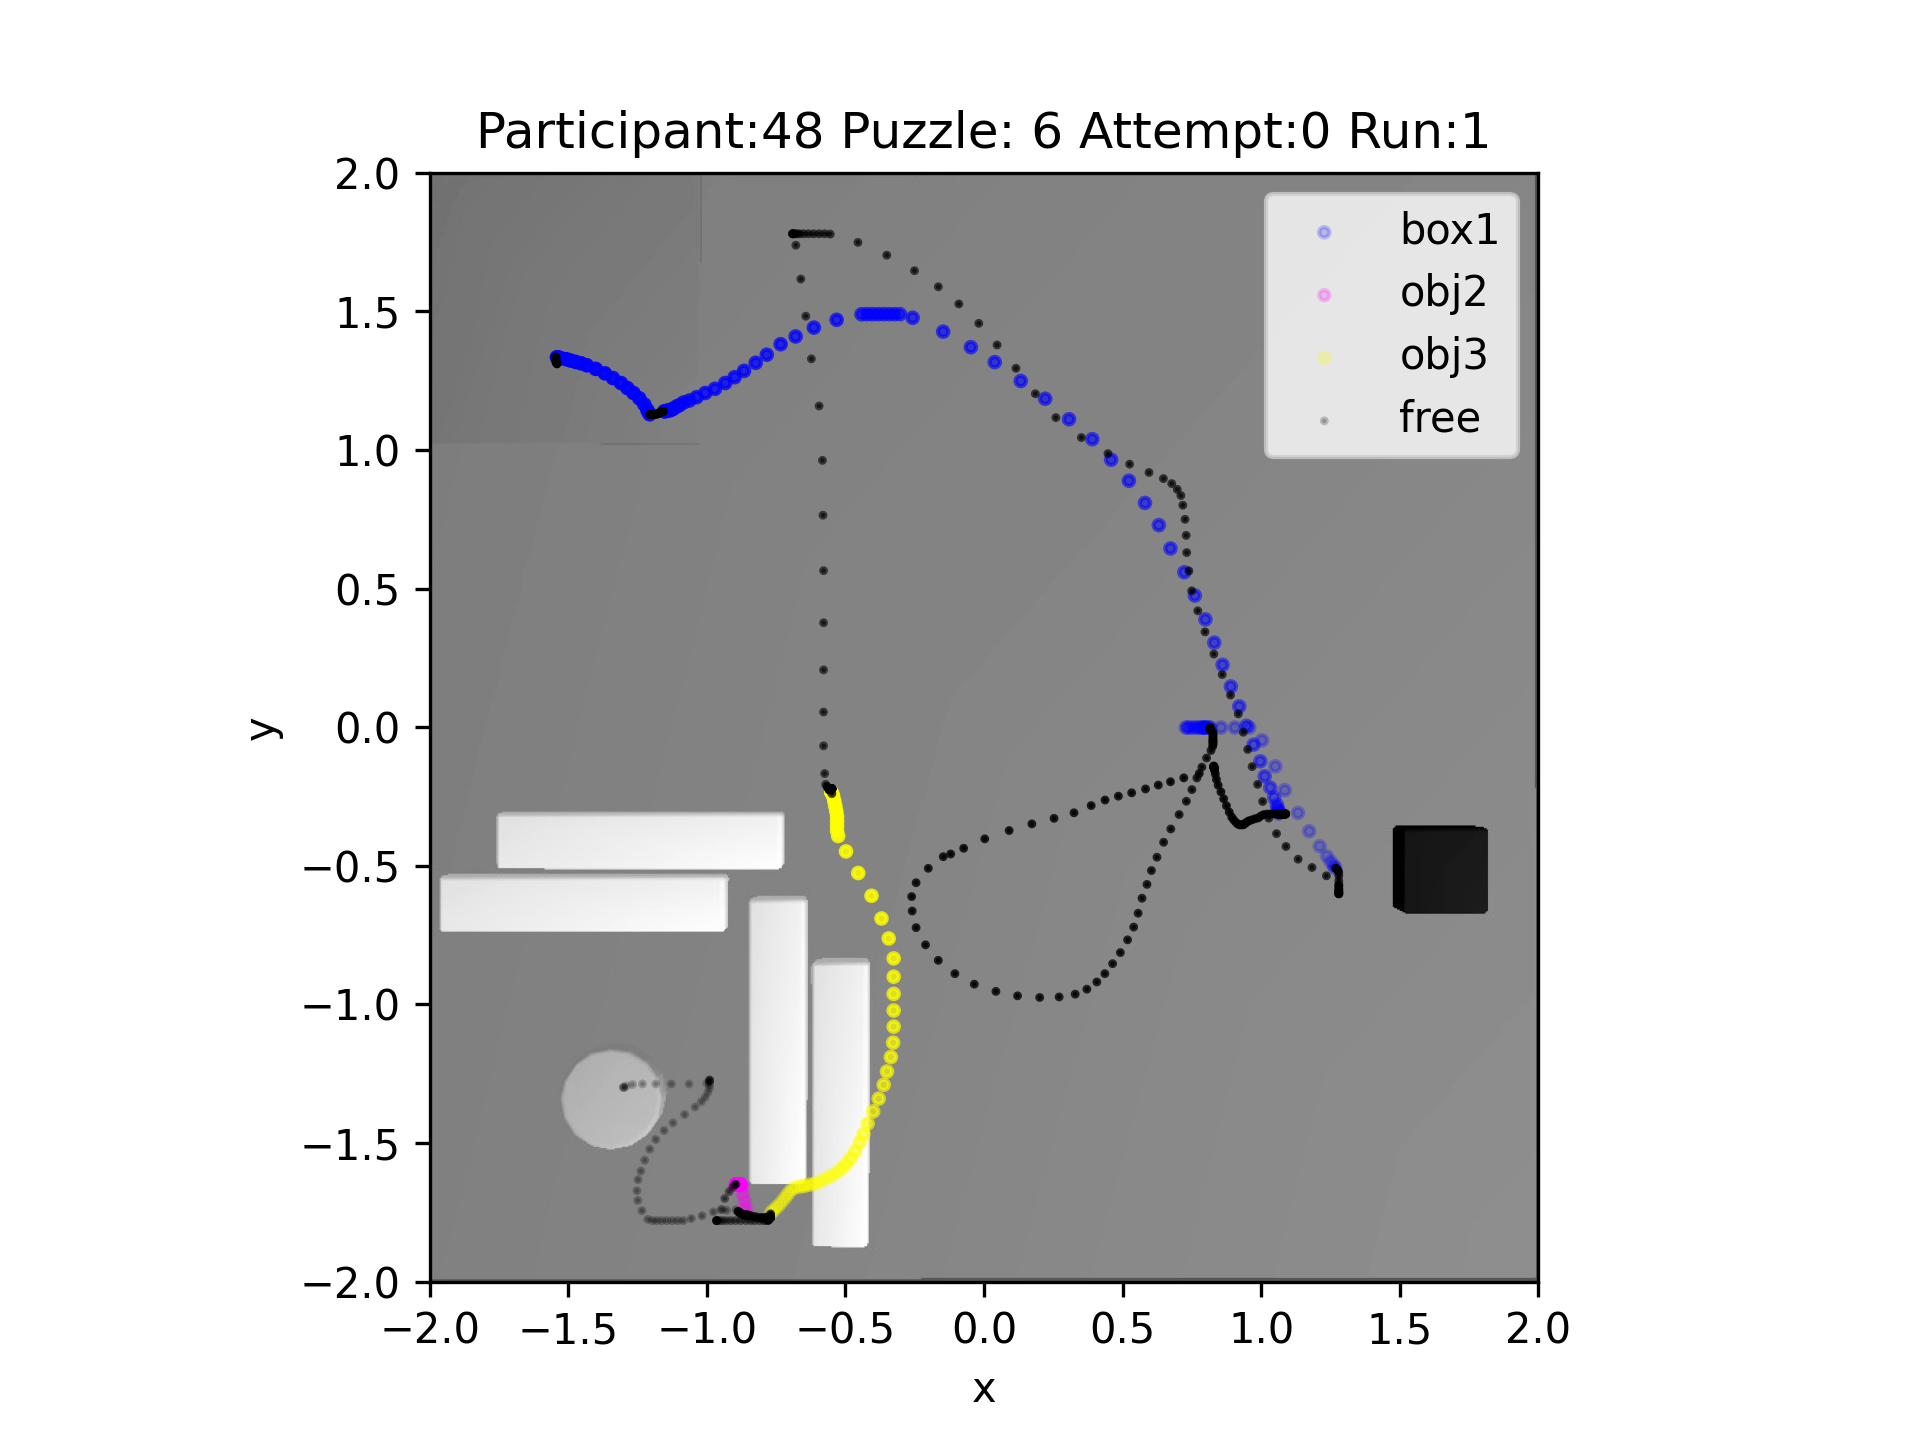 Participant:48 Puzzle: 6 Attempt:0 Run:1
2.0
1.5
1.0
0.5
0.0
−0.5
−1.0
−1.5
−2.0
y
box1
obj2
obj3
free
−2.0 −1.5 −1.0 −0.5 0.0 0.5 1.0 1.5 2.0
x